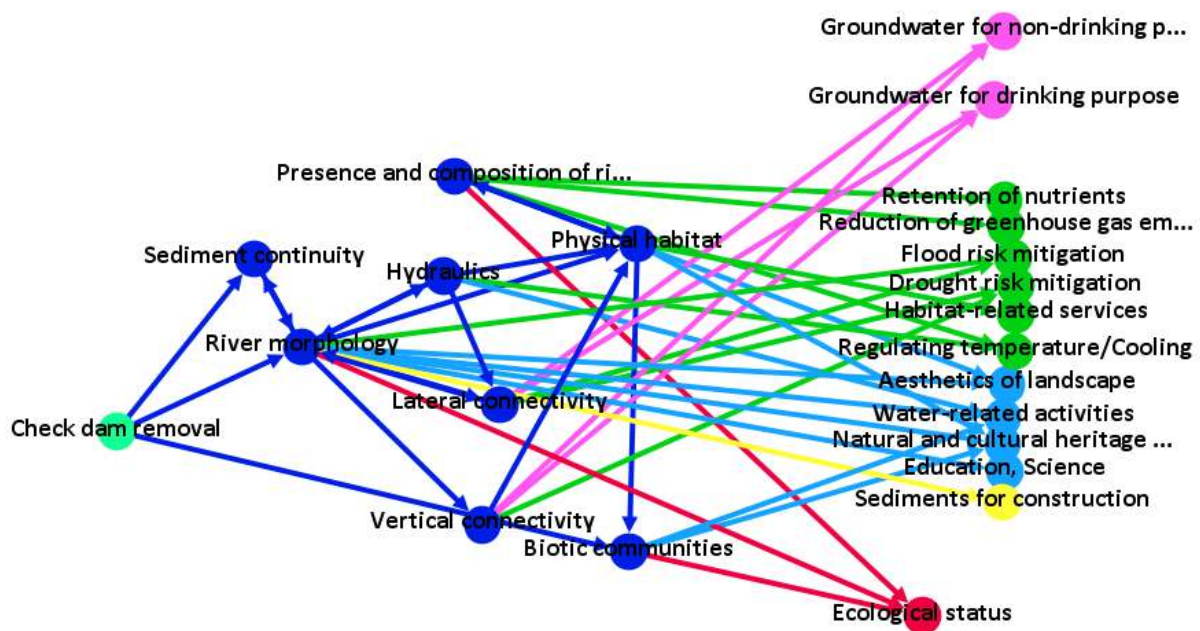 Groundwater for non-drinking p...
Groundwater for drinking purpose
Presence and composition of ri...
Retention of nutrients
Reduction of greenhouse gas em...
Physical habitat
Sediment continuity
Flood risk mitigation
Hydraulics
Drought risk mitigation
Habitat-related services
River morphology
Regulating temperature/Cooling
Aesthetics of landscape
Lateral connectivity
Water-related activities
Check dam removal
Natural and cultural heritage ...
Education, Science
Sediments for construction
Vertical connectivity
Biotic communities
Ecological status